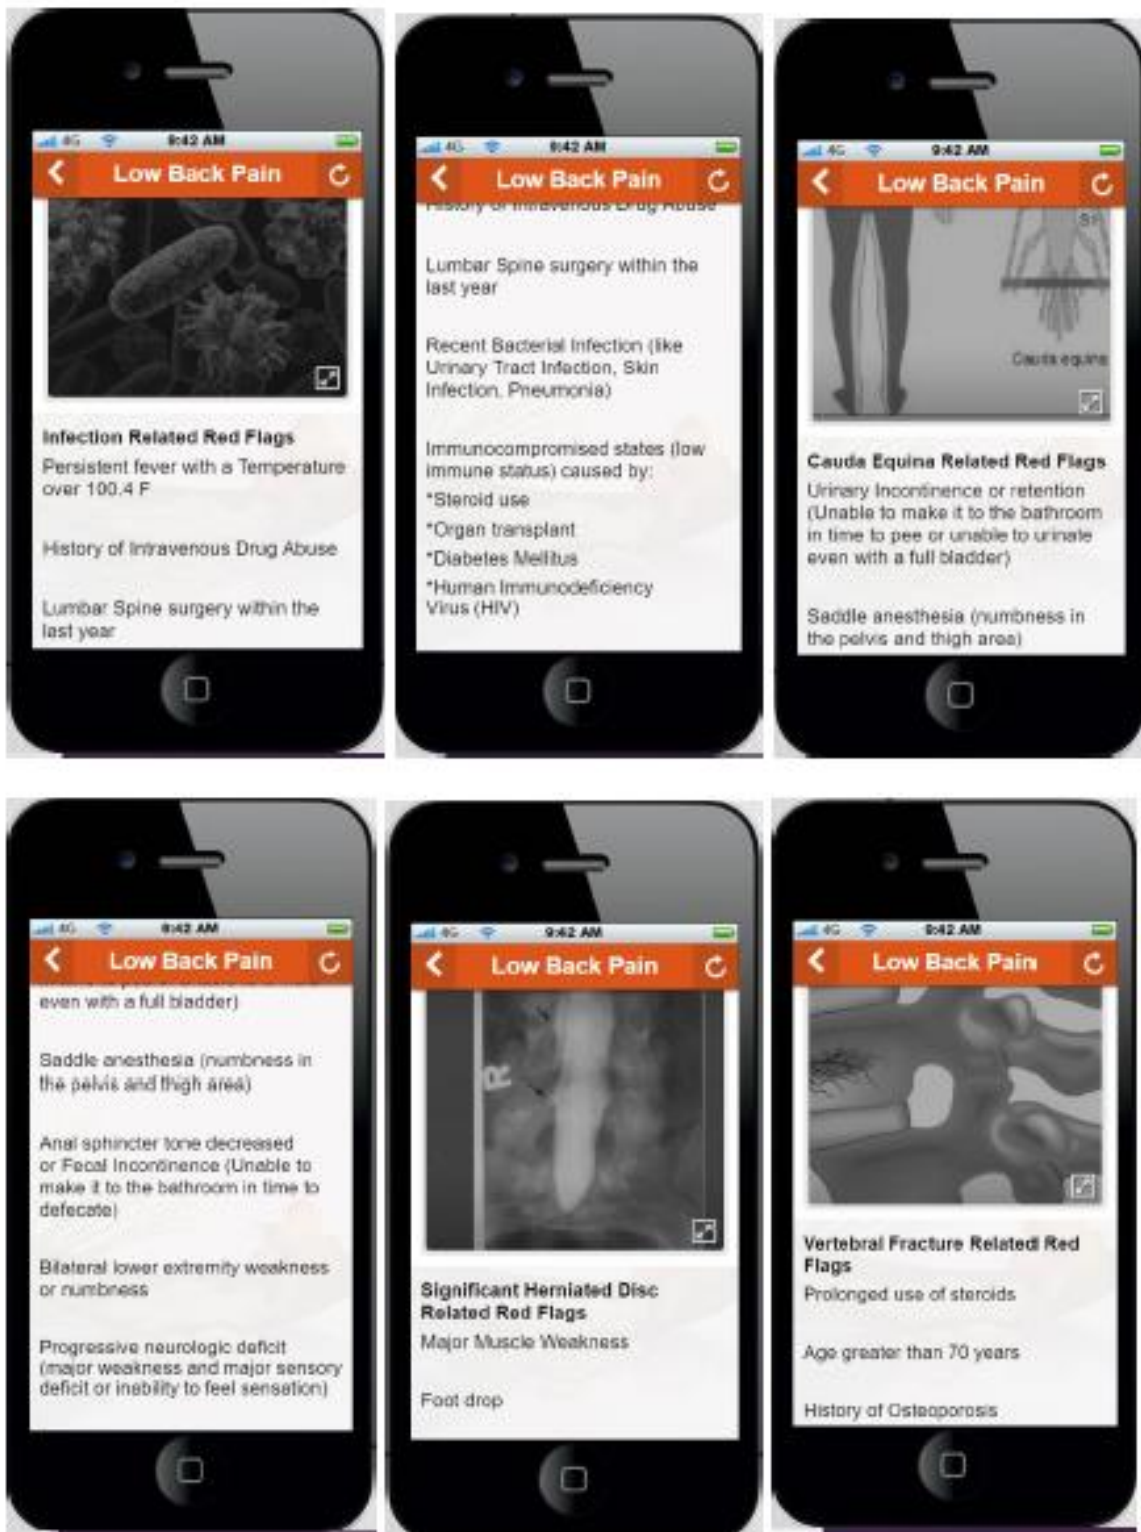 4G 9:42 AM
Low Back Pain
Infection Related Red Flags
Persistent fever with a Temperature
over 100.4 F
History of Intravenous Drug Abuse
Lumbar Spine surgery within the
last year
4G 9:42 AM
Low Back Pain
History of Intravenous Drug Abuse
Lumbar Spine surgery within the
last year
Recent Bacterial Infection (like
Urinary Tract Infection, Skin
Infection, Pneumonia)
Immunocompromised states (low
immune status) caused by:
*Steroid use
*Organ transplant
*Diabetes Mellitus
*Human Immunodeficiency
Virus (HIV)
4G 9:42 AM
Low Back Pain
S1
Cauda equina
Cauda Equina Related Red Flags
Urinary Incontinence or retention
(Unable to make it to the bathroom
in time to pee or unable to urinate
even with a full bladder)
Saddle anesthesia (numbness in
the pelvis and thigh area)
4G 9:42 AM
Low Back Pain
even with a full bladder)
Saddle anesthesia (numbness in
the pelvis and thigh area)
Anal sphincter tone decreased
or Fecal Incontinence (Unable to
make it to the bathroom in time to
defecate)
Bilateral lower extremity weakness
or numbness
Progressive neurologic deficit
(major weakness and major sensory
deficit or inability to feel sensation)
4G 9:42 AM
Low Back Pain
R
Significant Herniated Disc
Related Red Flags
Major Muscle Weakness
Foot drop
4G 9:42 AM
Low Back Pain
Vertebral Fracture Related Red
Flags
Prolonged use of steroids
Age greater than 70 years
History of Osteoporosis